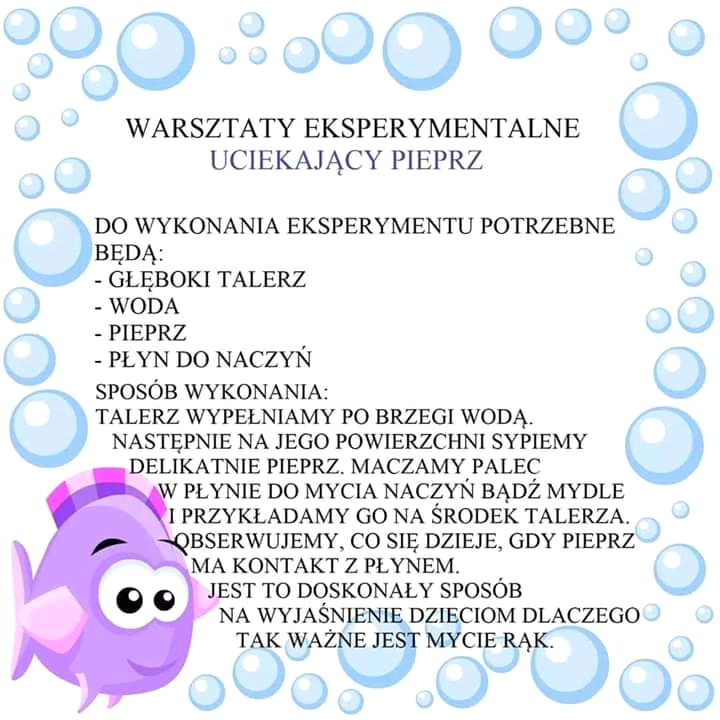 WARSZTATY EKSPERYMENTALNE
UCIEKAJĄCY PIEPRZ
DO WYKONANIA EKSPERYMENTU POTRZEBNE
BĘDĄ:
- GŁĘBOKI TALERZ
- WODA
- PIEPRZ
- PŁYN DO NACZYŃ
SPOSÓB WYKONANIA:
TALERZ WYPEŁNIAMY PO BRZEGI WODĄ.
NASTĘPNIE NA JEGO POWIERZCHNI SYPIEMY
DELIKATNIE PIEPRZ. MACZAMY PALEC
W PŁYNIE DO MYCIA NACZYŃ BĄDŹ MYDLE
I PRZYKŁADAMY GO NA ŚRODEK TALERZA.
OBSERWUJEMY, CO SIĘ DZIEJE, GDY PIEPRZ
MA KONTAKT Z PŁYNEM.
JEST TO DOSKONAŁY SPOSÓB
NA WYJAŚNIENIE DZIECIOM DLACZEGO
TAK WAŻNE JEST MYCIE RĄK.